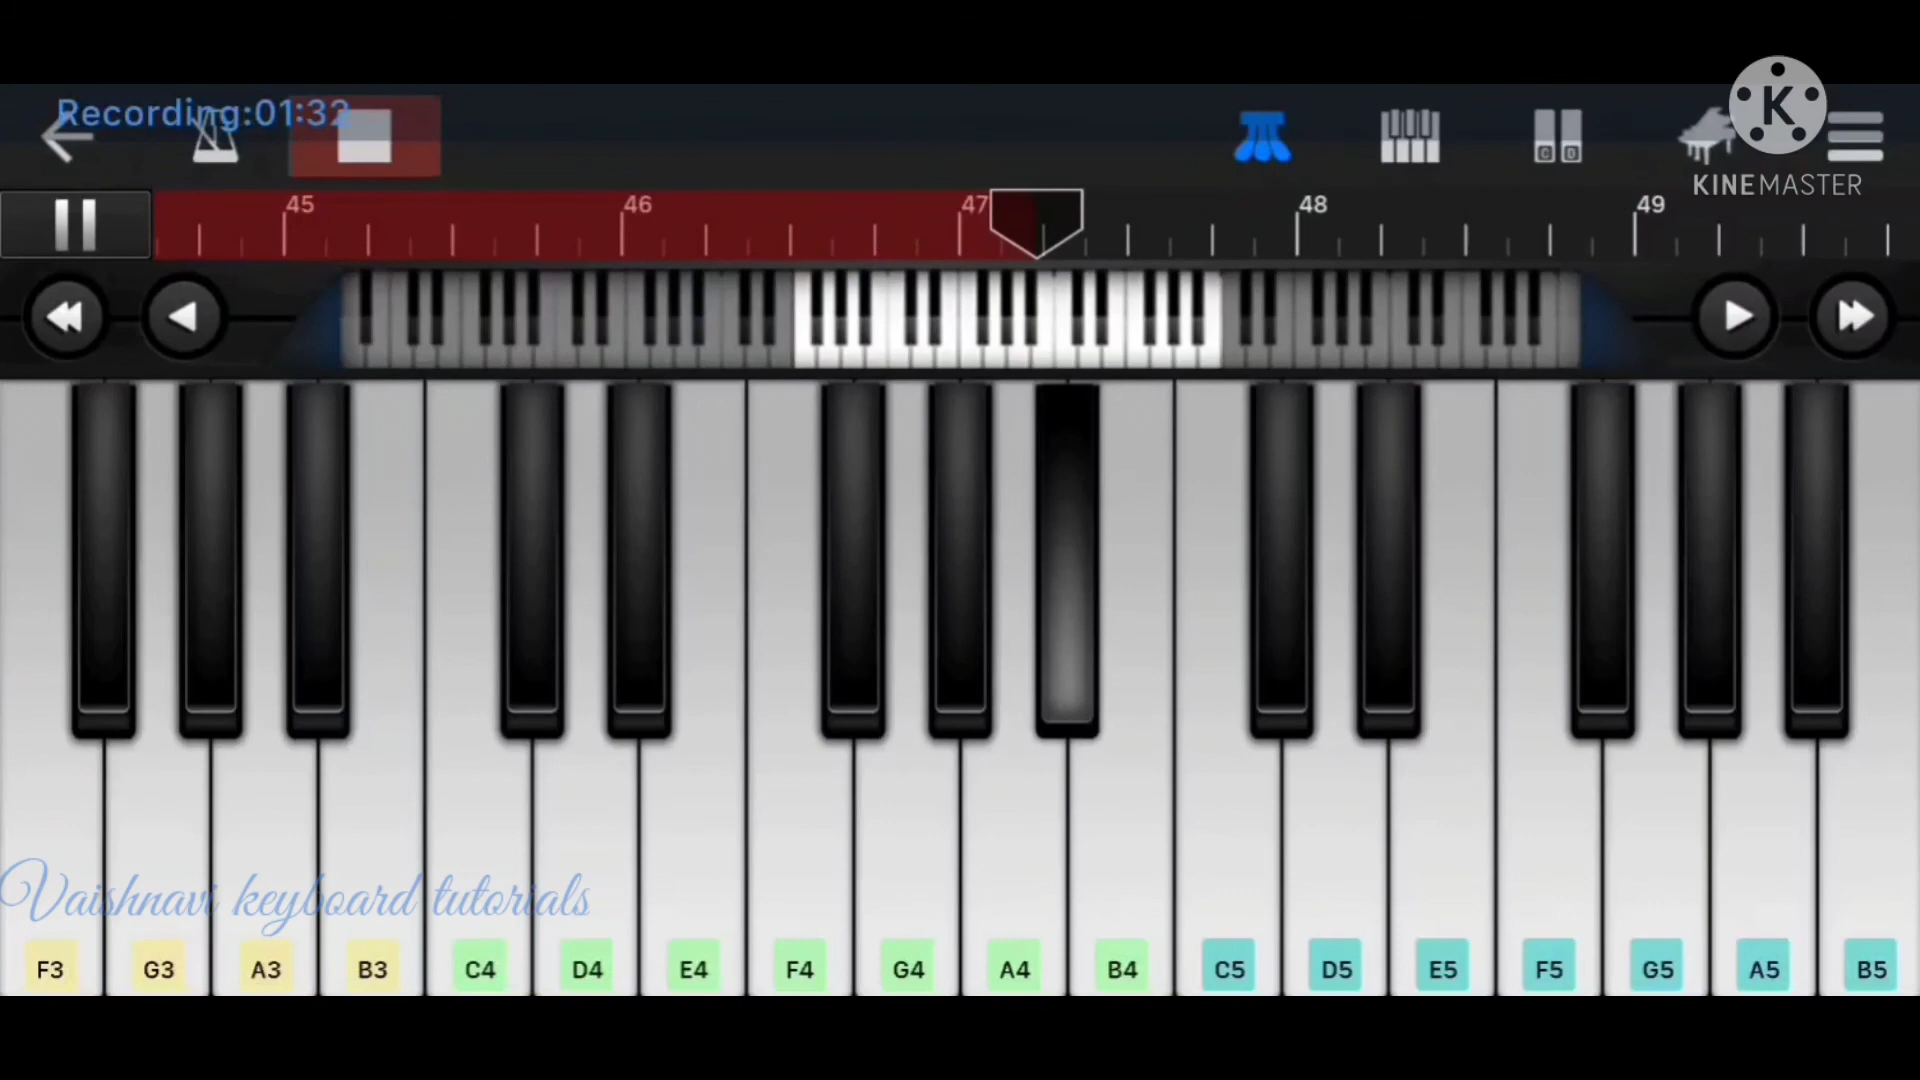 Recording:01:32
K
KINEMASTER
45 46 47 48 49
C D
Vaishnavi keyboard tutorials
F3 G3 A3 B3 C4 D4 E4 F4 G4 A4 B4 C5 D5 E5 F5 G5 A5 B5